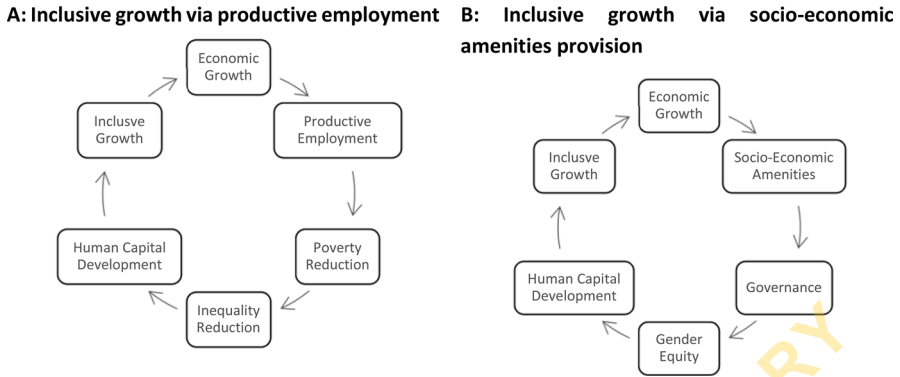 A: Inclusive growth via productive employment
Economic
Growth
Productive
Employment
Poverty
Reduction
Inequality
Reduction
Human Capital
Development
Inclusve
Growth
B: Inclusive growth via socio-economic
amenities provision
Economic
Growth
Socio-Economic
Amenities
Governance
Gender
Equity
Human Capital
Development
Inclusve
Growth
RY